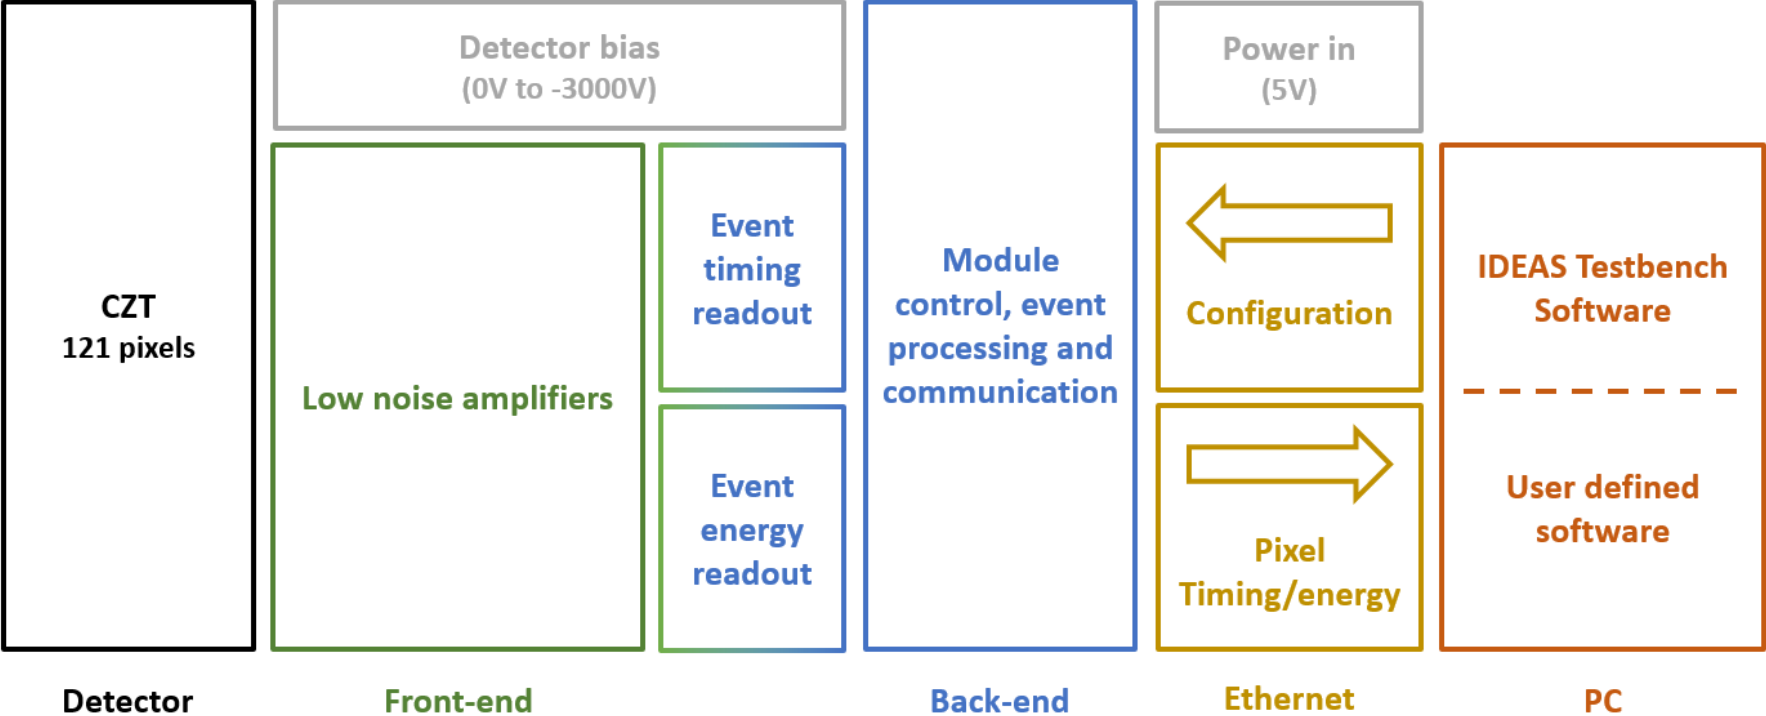 CZT
121 pixels
Detector bias
(0V to -3000V)
Low noise amplifiers
Event
timing
readout
Event
energy
readout
Module
control, event
processing and
communication
Power in
(5V)
Configuration
Pixel
Timing/energy
IDEAS Testbench
Software
User defined
software
Detector
Front-end
Back-end
Ethernet
PC